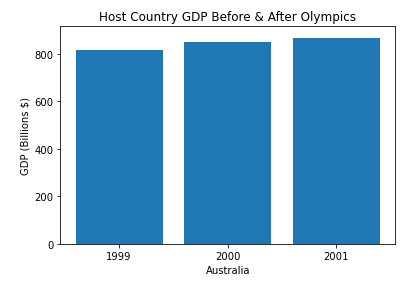 Host Country GDP Before & After Olympics
GDP (Billions $)
800
600
400
200
0
1999 2000 2001
Australia